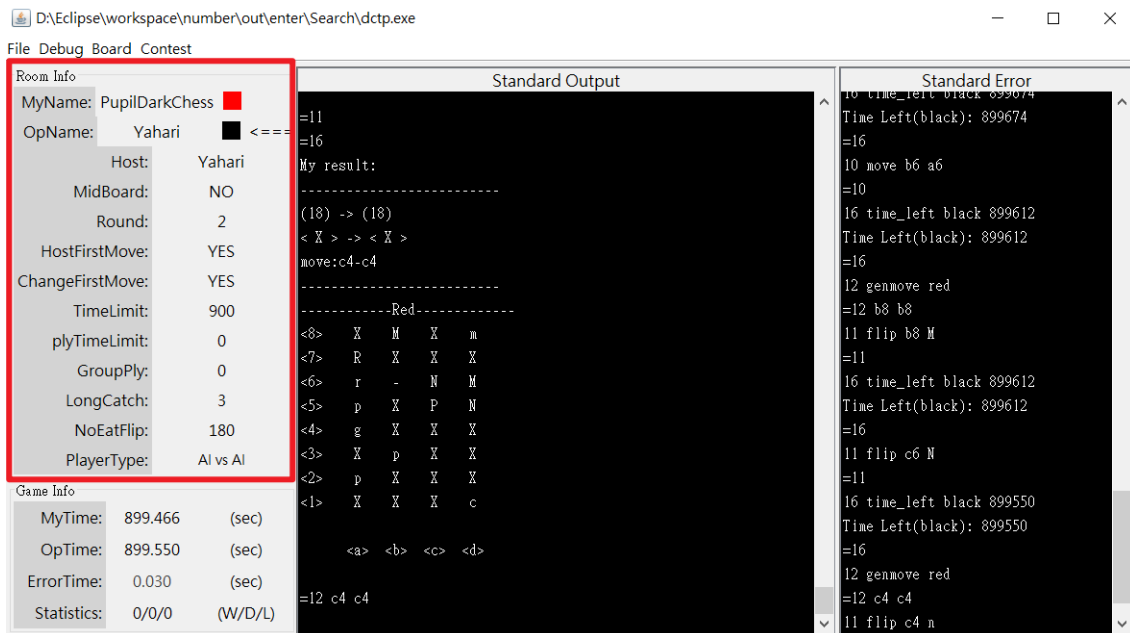 D:\Eclipse\workspace\number\out\enter\Search\dctp.exe
File Debug Board Contest
Room Info
MyName: PupilDarkChess
OpName: Yahari <===
Host: Yahari
MidBoard: NO
Round: 2
HostFirstMove: YES
ChangeFirstMove: YES
TimeLimit: 900
plyTimeLimit: 0
GroupPly: 0
LongCatch: 3
NoEatFlip: 180
PlayerType: AI vs AI
Game Info
MyTime: 899.466 (sec)
OpTime: 899.550 (sec)
ErrorTime: 0.030 (sec)
Statistics: 0/0/0 (W/D/L)
Standard Output
=11
=16
My result:
--------------------------
(18) -> (18)
< X > -> < X >
move:c4-c4
--------------------------
------------Red-------------
<8> X M X m
<7> R X X X
<6> r - N M
<5> p X P N
<4> g X X X
<3> X p X X
<2> p X X X
<1> X X X c
<a> <b> <c> <d>
=12 c4 c4
Standard Error
16 time_left black 899674
Time Left(black): 899674
=16
10 move b6 a6
=10
16 time_left black 899612
Time Left(black): 899612
=16
12 genmove red
=12 b8 b8
11 flip b8 M
=11
16 time_left black 899612
Time Left(black): 899612
=16
11 flip c6 N
=11
16 time_left black 899550
Time Left(black): 899550
=16
12 genmove red
=12 c4 c4
11 flip c4 n